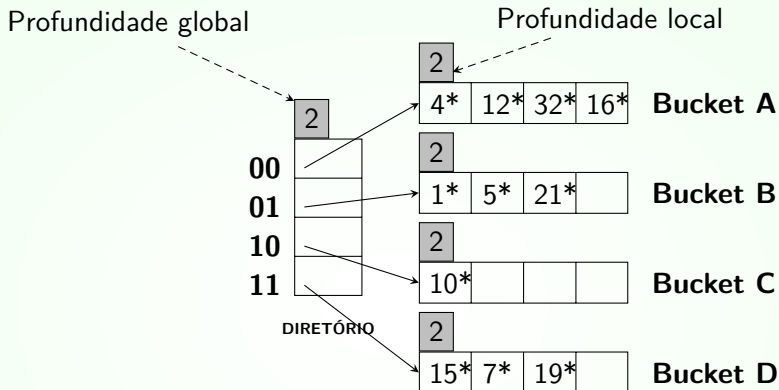 Profundidade global
Profundidade local
2
00
01
10
11
DIRETÓRIO
2
4* 12* 32* 16* Bucket A
2
1* 5* 21* Bucket B
2
10* Bucket C
2
15* 7* 19* Bucket D